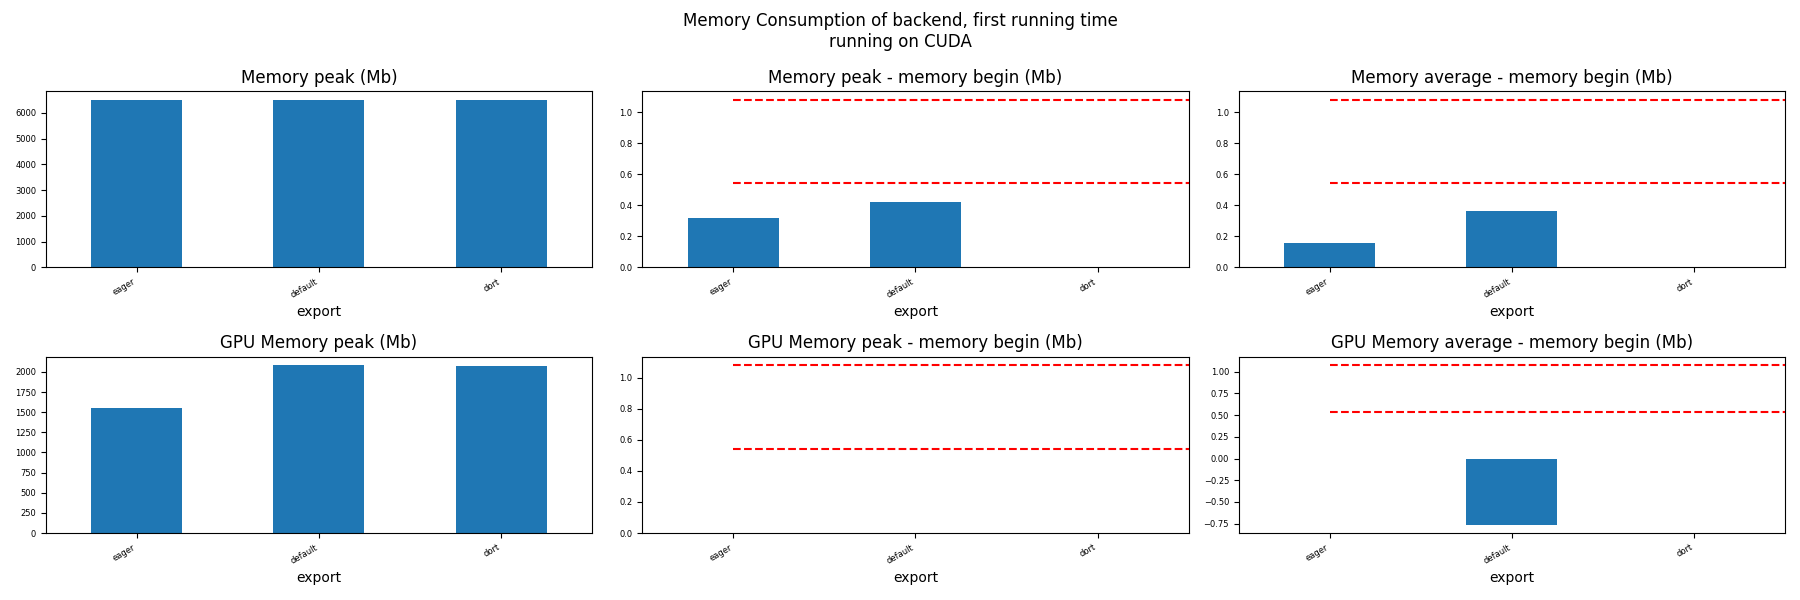 Memory Consumption of backend, first running time
running on CUDA
Memory peak (Mb)
6000
5000
4000
3000
2000
1000
0
eager
default
dort
export
Memory peak - memory begin (Mb)
1.0
0.8
0.6
0.4
0.2
0.0
eager
default
dort
export
Memory average - memory begin (Mb)
1.0
0.8
0.6
0.4
0.2
0.0
eager
default
dort
export
GPU Memory peak (Mb)
2000
1750
1500
1250
1000
750
500
250
0
eager
default
dort
export
GPU Memory peak - memory begin (Mb)
1.0
0.8
0.6
0.4
0.2
0.0
eager
default
dort
export
GPU Memory average - memory begin (Mb)
1.00
0.75
0.50
0.25
0.00
−0.25
−0.50
−0.75
eager
default
dort
export